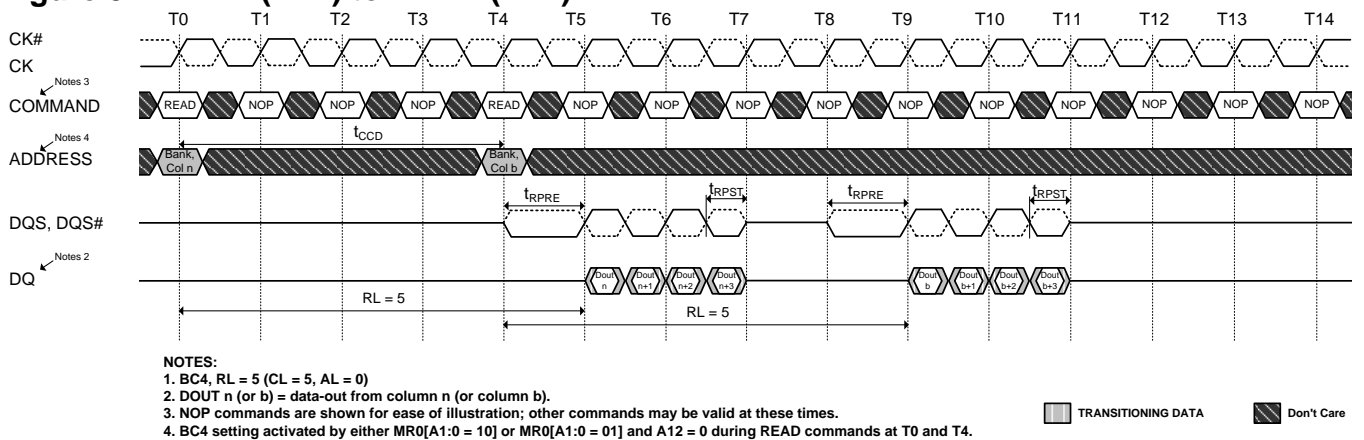 T0 T1 T2 T3 T4 T5 T6 T7 T8 T9 T10 T11 T12 T13 T14
CK#
CK
Notes 3
COMMAND READ NOP NOP NOP READ NOP NOP NOP NOP NOP NOP NOP NOP NOP NOP
tCCD
Notes 4
ADDRESS Bank, Col n Bank, Col b
tRPRE tRPST tRPRE tRPST
DQS, DQS#
Notes 2
DQ Dout n Dout n+1 Dout n+2 Dout n+3 Dout b Dout b+1 Dout b+2 Dout b+3
RL = 5
RL = 5
NOTES:
1. BC4, RL = 5 (CL = 5, AL = 0)
2. DOUT n (or b) = data-out from column n (or column b).
3. NOP commands are shown for ease of illustration; other commands may be valid at these times.
4. BC4 setting activated by either MR0[A1:0 = 10] or MR0[A1:0 = 01] and A12 = 0 during READ commands at T0 and T4.
TRANSITIONING DATA Don't Care